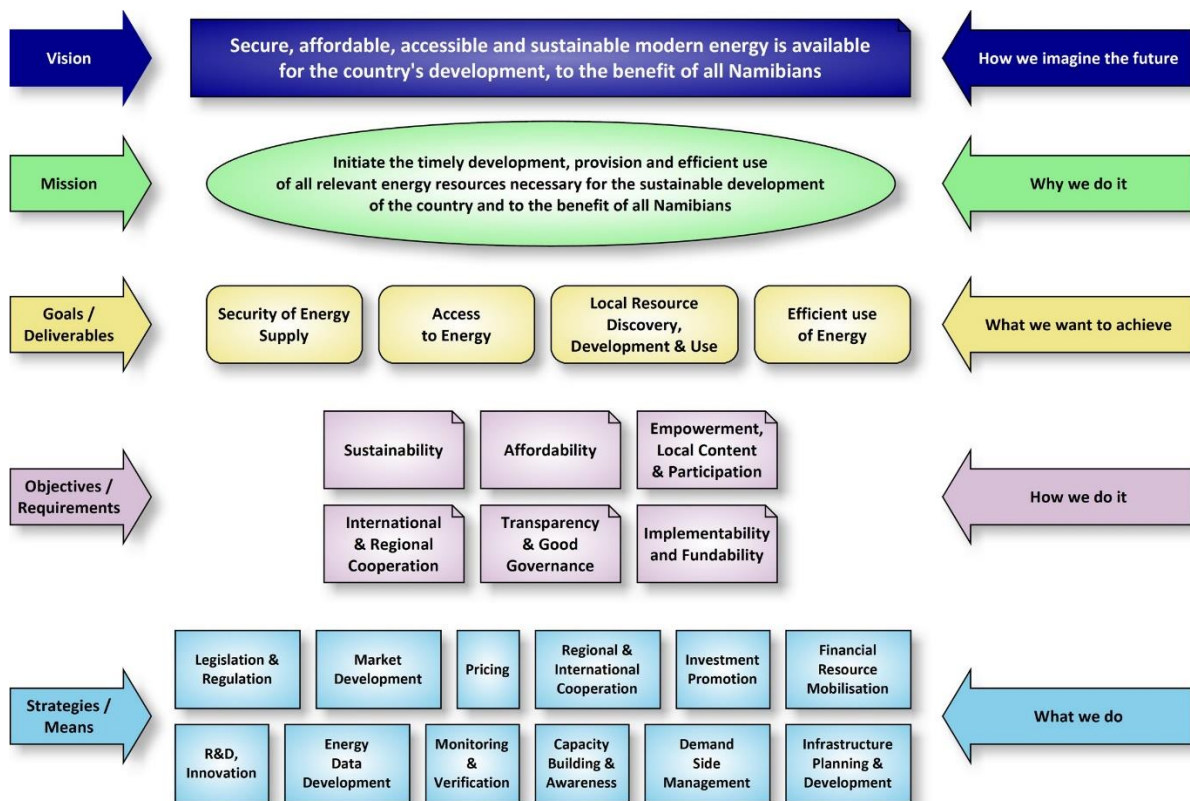 Vision
Secure, affordable, accessible and sustainable modern energy is available
for the country's development, to the benefit of all Namibians
How we imagine the future
Mission
Initiate the timely development, provision and efficient use
of all relevant energy resources necessary for the sustainable development
of the country and to the benefit of all Namibians
Why we do it
Goals /
Deliverables
Security of Energy
Supply
Access
to Energy
Local Resource
Discovery,
Development & Use
Efficient use
of Energy
What we want to achieve
Objectives /
Requirements
Sustainability
Affordability
Empowerment,
Local Content
& Participation
International
& Regional
Cooperation
Transparency
& Good
Governance
Implementability
and Fundability
How we do it
Strategies /
Means
Legislation &
Regulation
Market
Development
Pricing
Regional &
International
Cooperation
Investment
Promotion
Financial
Resource
Mobilisation
R&D,
Innovation
Energy
Data
Development
Monitoring
&
Verification
Capacity
Building &
Awareness
Demand
Side
Management
Infrastructure
Planning &
Development
What we do